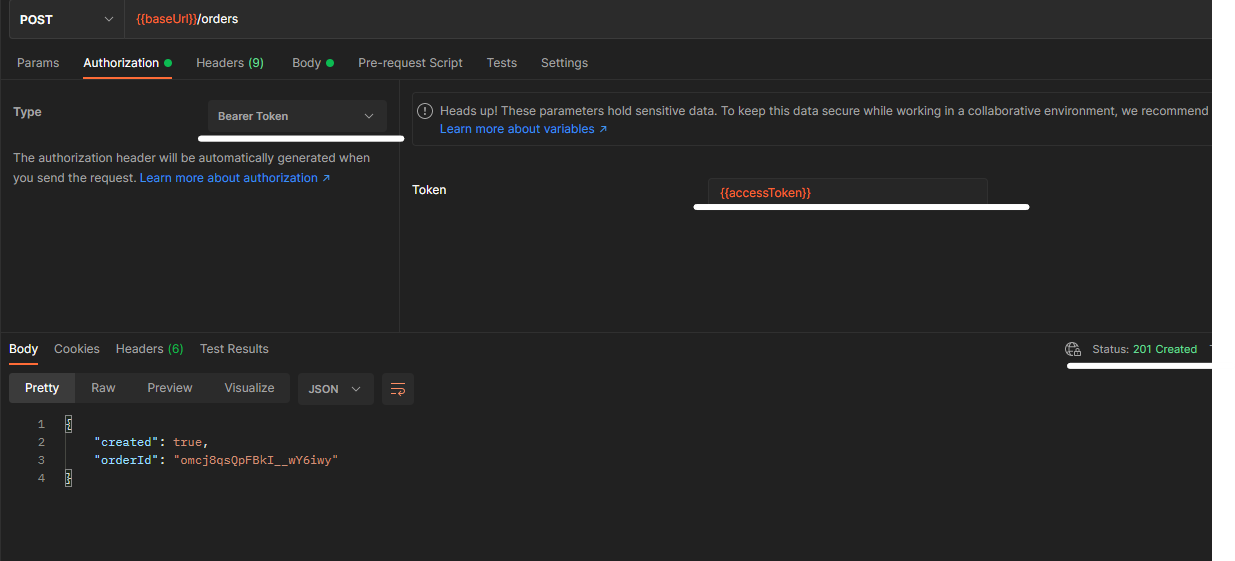 POST {{baseUrl}}/orders
Params Authorization Headers (9) Body Pre-request Script Tests Settings
Type Bearer Token
The authorization header will be automatically generated when
you send the request. Learn more about authorization ↗
! Heads up! These parameters hold sensitive data. To keep this data secure while working in a collaborative environment, we recommend
Learn more about variables ↗
Token {{accessToken}}
Body Cookies Headers (6) Test Results Status: 201 Created
Pretty Raw Preview Visualize JSON
1 {
2 "created": true,
3 "orderId": "omcj8qsQpFBkI__wY6iwy"
4 }